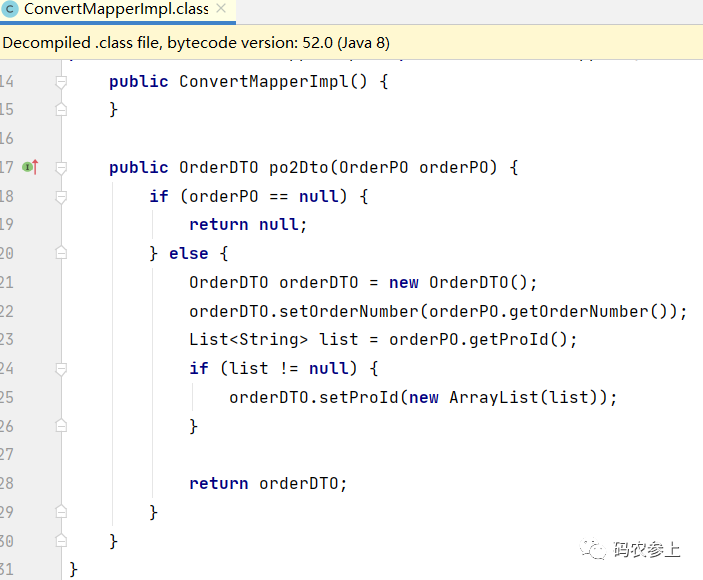 C ConvertMapperImpl.class ×
Decompiled .class file, bytecode version: 52.0 (Java 8)
14 public ConvertMapperImpl() {
15 }
16
17 I public OrderDTO po2Dto(OrderPO orderPO) {
18 if (orderPO == null) {
19 return null;
20 } else {
21 OrderDTO orderDTO = new OrderDTO();
22 orderDTO.setOrderNumber(orderPO.getOrderNumber());
23 List<String> list = orderPO.getProId();
24 if (list != null) {
25 orderDTO.setProId(new ArrayList(list));
26 }
27
28 return orderDTO;
29 }
30 }
31 }
码农参上